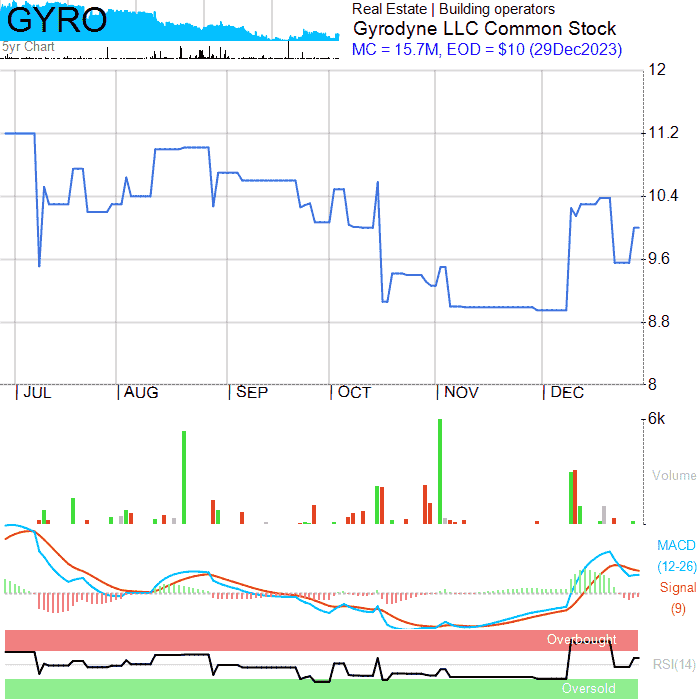 GYRO
5yr Chart
Real Estate | Building operators
Gyrodyne LLC Common Stock
MC = 15.7M, EOD = $10 (29Dec2023)
12
11.2
10.4
9.6
8.8
8
JUL AUG SEP OCT NOV DEC
6k
Volume
MACD
(12-26)
Signal
(9)
Overbought
RSI(14)
Oversold